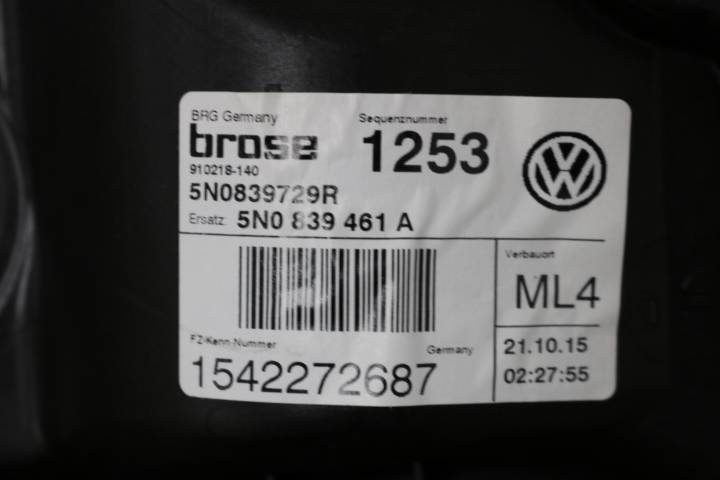 BRG Germany
Sequenznummer
brose
1253
910218-140
5N0839729R
Ersatz: 5N0 839 461 A
Verbauort
ML4
FZ-Kenn-Nummer
Germany
1542272687
21.10.15
02:27:55